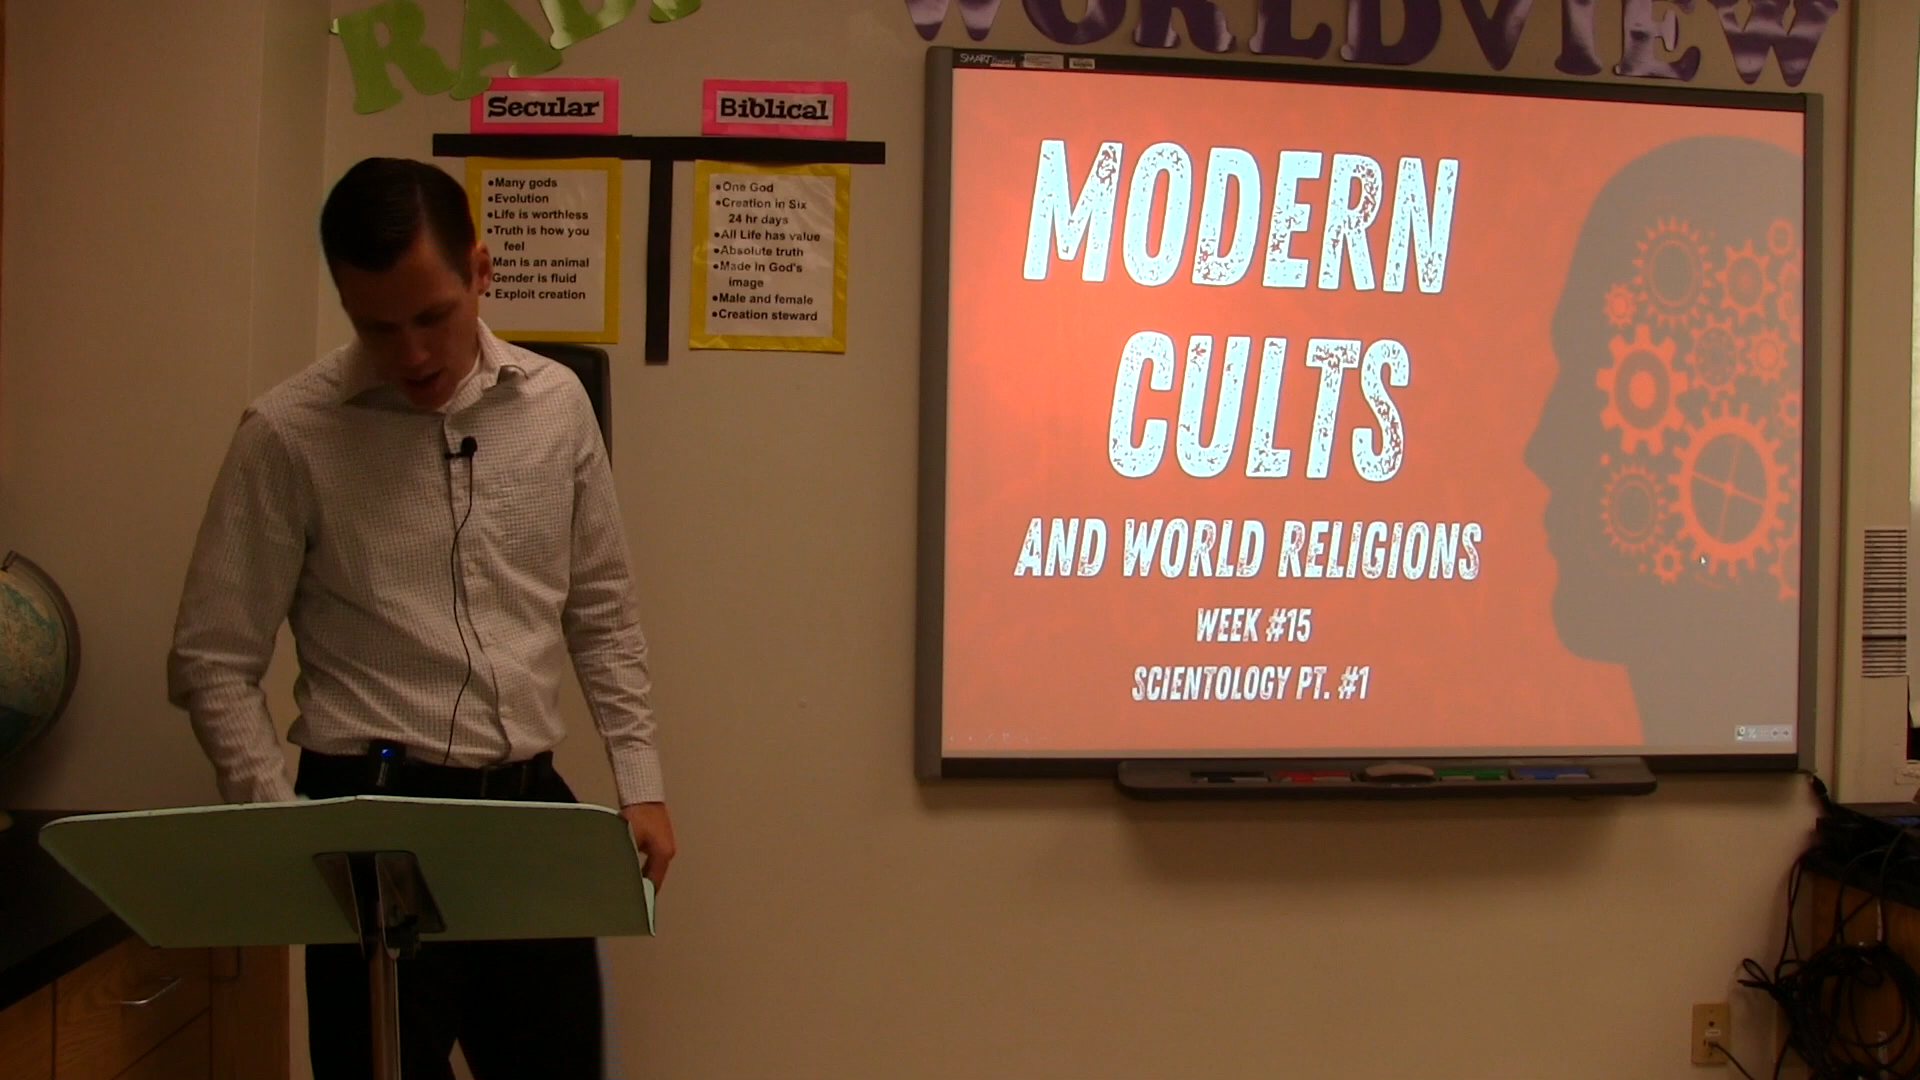 WORLDVIEW
Secular
Biblical
•Many gods
•Evolution
•Life is worthless
•Truth is how you
feel
Man is an animal
Gender is fluid
• Exploit creation
•One God
•Creation in Six
24 hr days
•All Life has value
•Absolute truth
•Made in God's
image
•Male and female
•Creation steward
SMART
MODERN
CULTS
AND WORLD RELIGIONS
WEEK #15
SCIENTOLOGY PT. #1